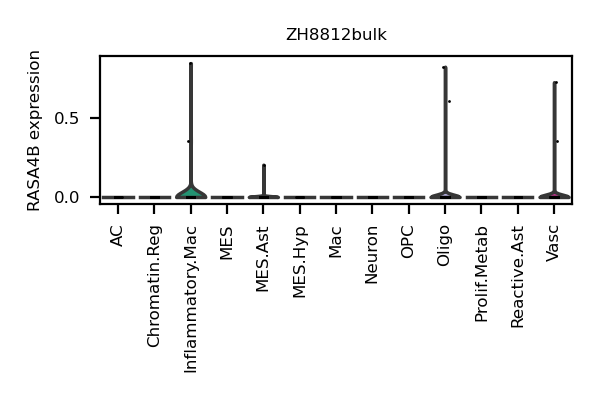 ZH8812bulk
RASA4B expression
0.5
0.0
AC
Chromatin.Reg
Inflammatory.Mac
MES
MES.Ast
MES.Hyp
Mac
Neuron
OPC
Oligo
Prolif.Metab
Reactive.Ast
Vasc